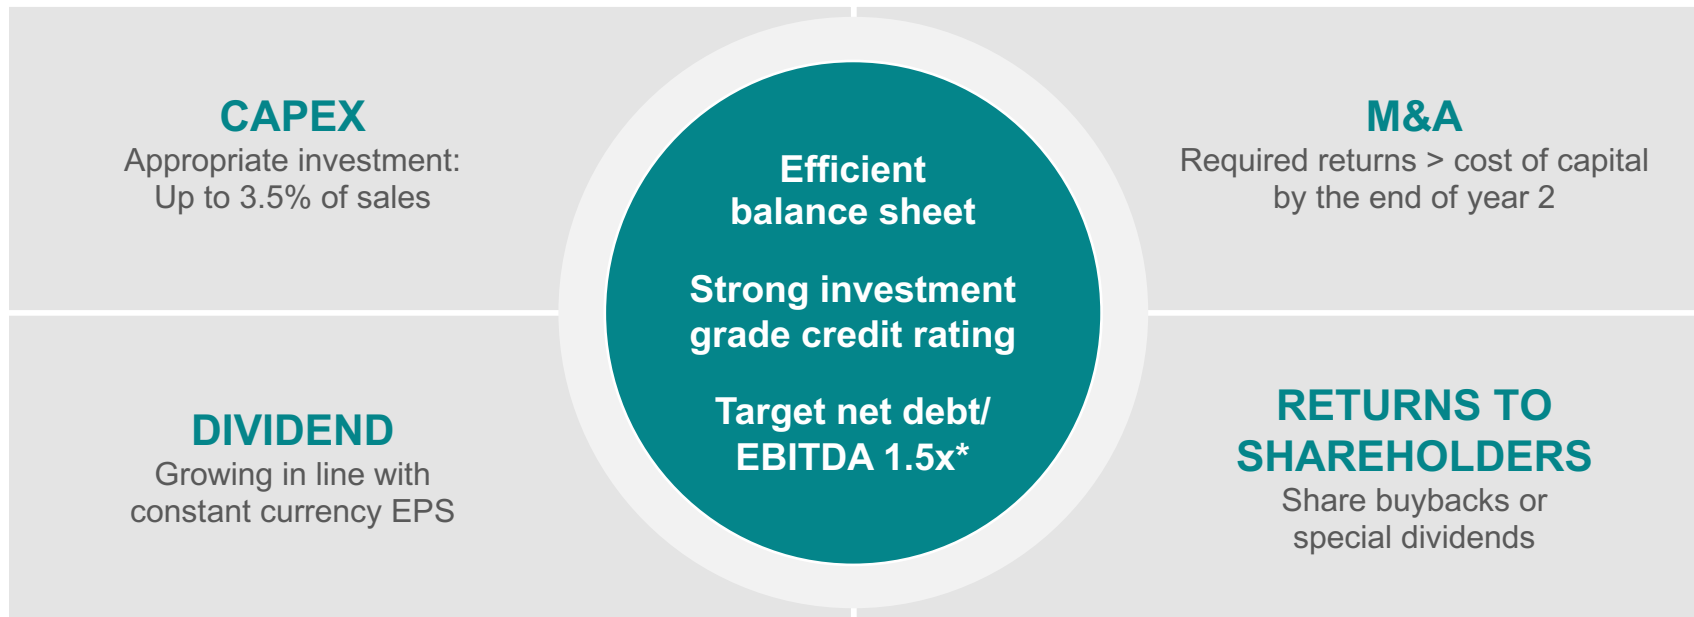 CAPEX
Appropriate investment:
Up to 3.5% of sales
Efficient
balance sheet
Strong investment
grade credit rating
Target net debt/
EBITDA 1.5x*
M&A
Required returns > cost of capital
by the end of year 2
DIVIDEND
Growing in line with
constant currency EPS
RETURNS TO
SHAREHOLDERS
Share buybacks or
special dividends